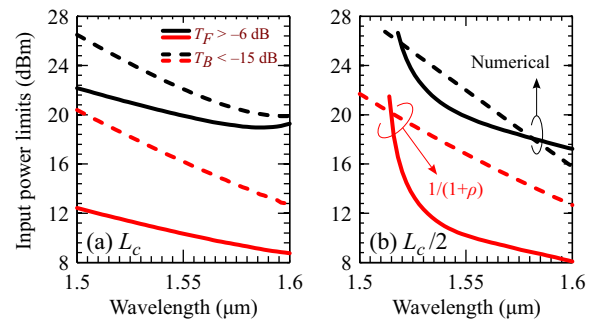 Input power limits (dBm)
28
24
20
16
12
8
T_F > –6 dB
T_B < –15 dB
(a) L_c
1.5
1.55
1.6
Wavelength (μm)
Numerical
1/(1+ρ)
(b) L_c/2
1.5
1.55
1.6
Wavelength (μm)